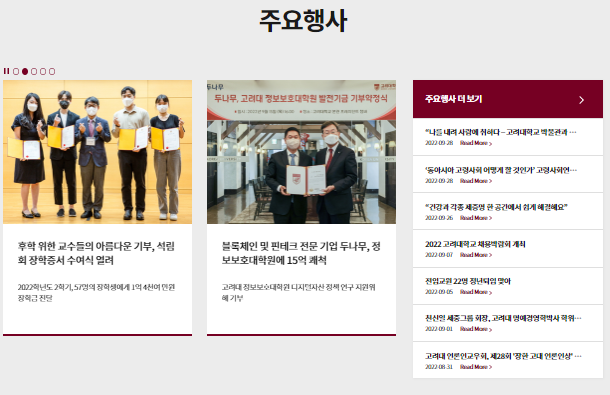 주요행사
두나무
두나무, 고려대 정보보호대학원 발전기금 기부약정식
후학 위한 교수들의 아름다운 기부, 석림
회 장학증서 수여식 열려
2022학년도 2학기, 57명의 장학생에게 1억 4천여 만원
장학금 전달
블록체인 및 핀테크 전문 기업 두나무, 정
보보호대학원에 15억 쾌척
고려대 정보보호대학원 디지털자산 정책 연구 지원위
해 기부
주요행사 더 보기
“나들 내려 사람에 취하다 – 고려대학교 박물관과 …
2022-09-28 Read More
'동아시아 고령사회 어떻게 할 것인가' 고령사회연…
2022-09-28 Read More
“건강과 각종 제증명 한 공간에서 쉽게 해결해요”
2022-09-26 Read More
2022 고려대학교 채용박람회 개최
2022-09-07 Read More
전임교원 22명 정년퇴임 맞아
2022-09-05 Read More
천신일 세중그룹 회장, 고려대 명예경영학박사 학위…
2022-09-01 Read More
고려대 언론인교우회, 제28회 '장한 고대 언론인상' …
2022-08-31 Read More